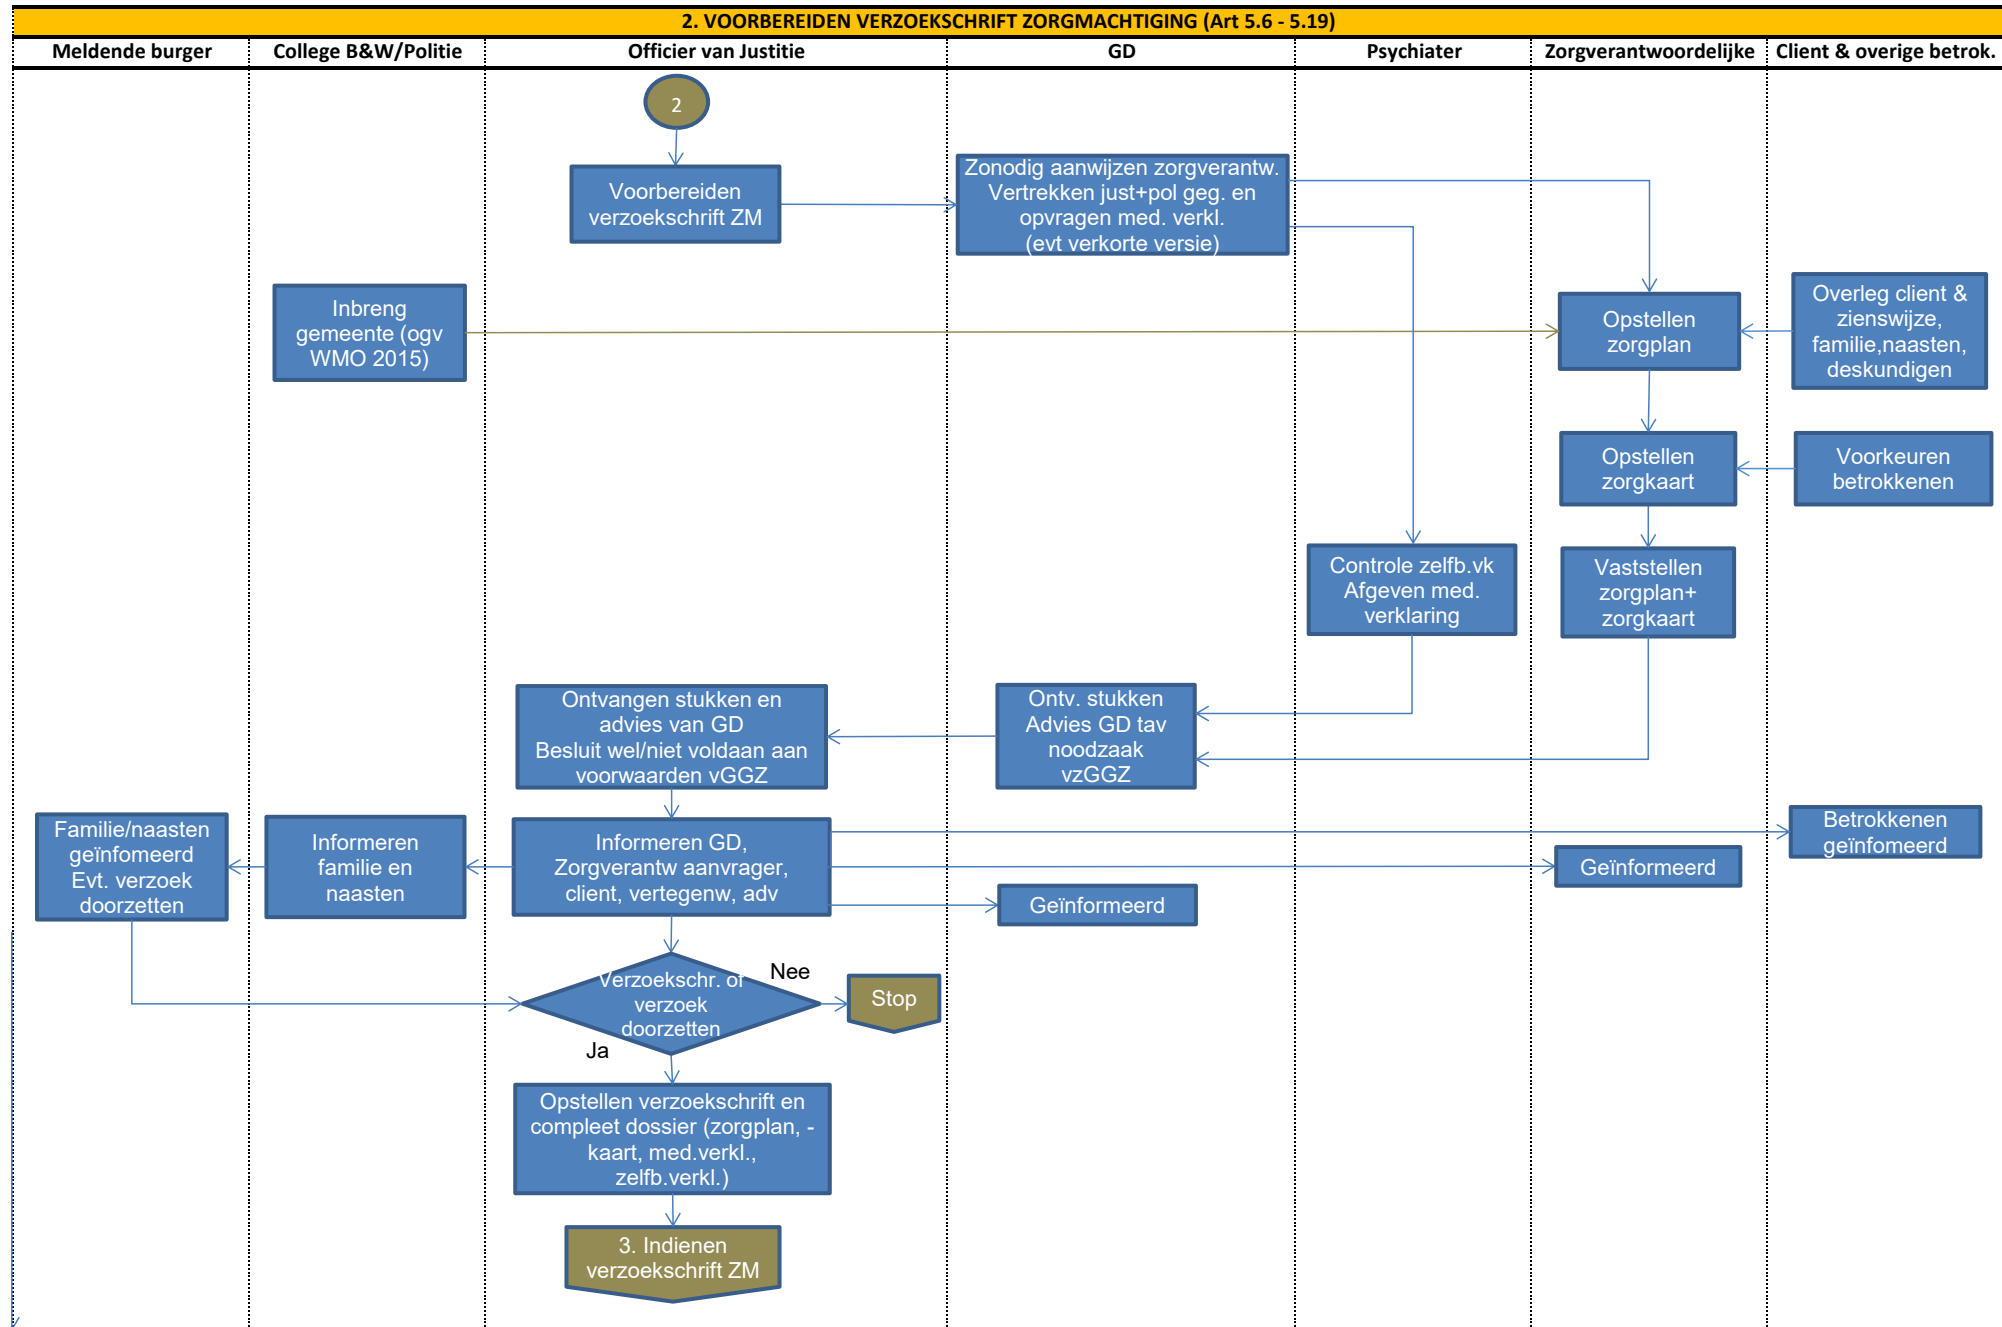 2. VOORBEREIDEN VERZOEKSCHRIFT ZORGMACHTIGING (Art 5.6 - 5.19)
Meldende burger
College B&W/Politie
Officier van Justitie
GD
Psychiater
Zorgverantwoordelijke
Client & overige betrok.
2
Voorbereiden
verzoekschrift ZM
Zonodig aanwijzen zorgverantw.
Vertrekken just+pol geg. en
opvragen med. verkl.
(evt verkorte versie)
Inbreng
gemeente (ogv
WMO 2015)
Opstellen
zorgplan
Overleg client &
zienswijze,
familie,naasten,
deskundigen
Opstellen
zorgkaart
Voorkeuren
betrokkenen
Controle zelfb.vk
Afgeven med.
verklaring
Vaststellen
zorgplan+
zorgkaart
Ontvangen stukken en
advies van GD
Besluit wel/niet voldaan aan
voorwaarden vGGZ
Ontv. stukken
Advies GD tav
noodzaak
vzGGZ
Familie/naasten
geïnfomeerd
Evt. verzoek
doorzetten
Informeren
familie en
naasten
Informeren GD,
Zorgverantw aanvrager,
client, vertegenw, adv
Geïnformeerd
Geïnformeerd
Betrokkenen
geïnfomeerd
Verzoekschr. of
verzoek
doorzetten
Nee
Stop
Ja
Opstellen verzoekschrift en
compleet dossier (zorgplan, -
kaart, med.verkl.,
zelfb.verkl.)
3. Indienen
verzoekschrift ZM